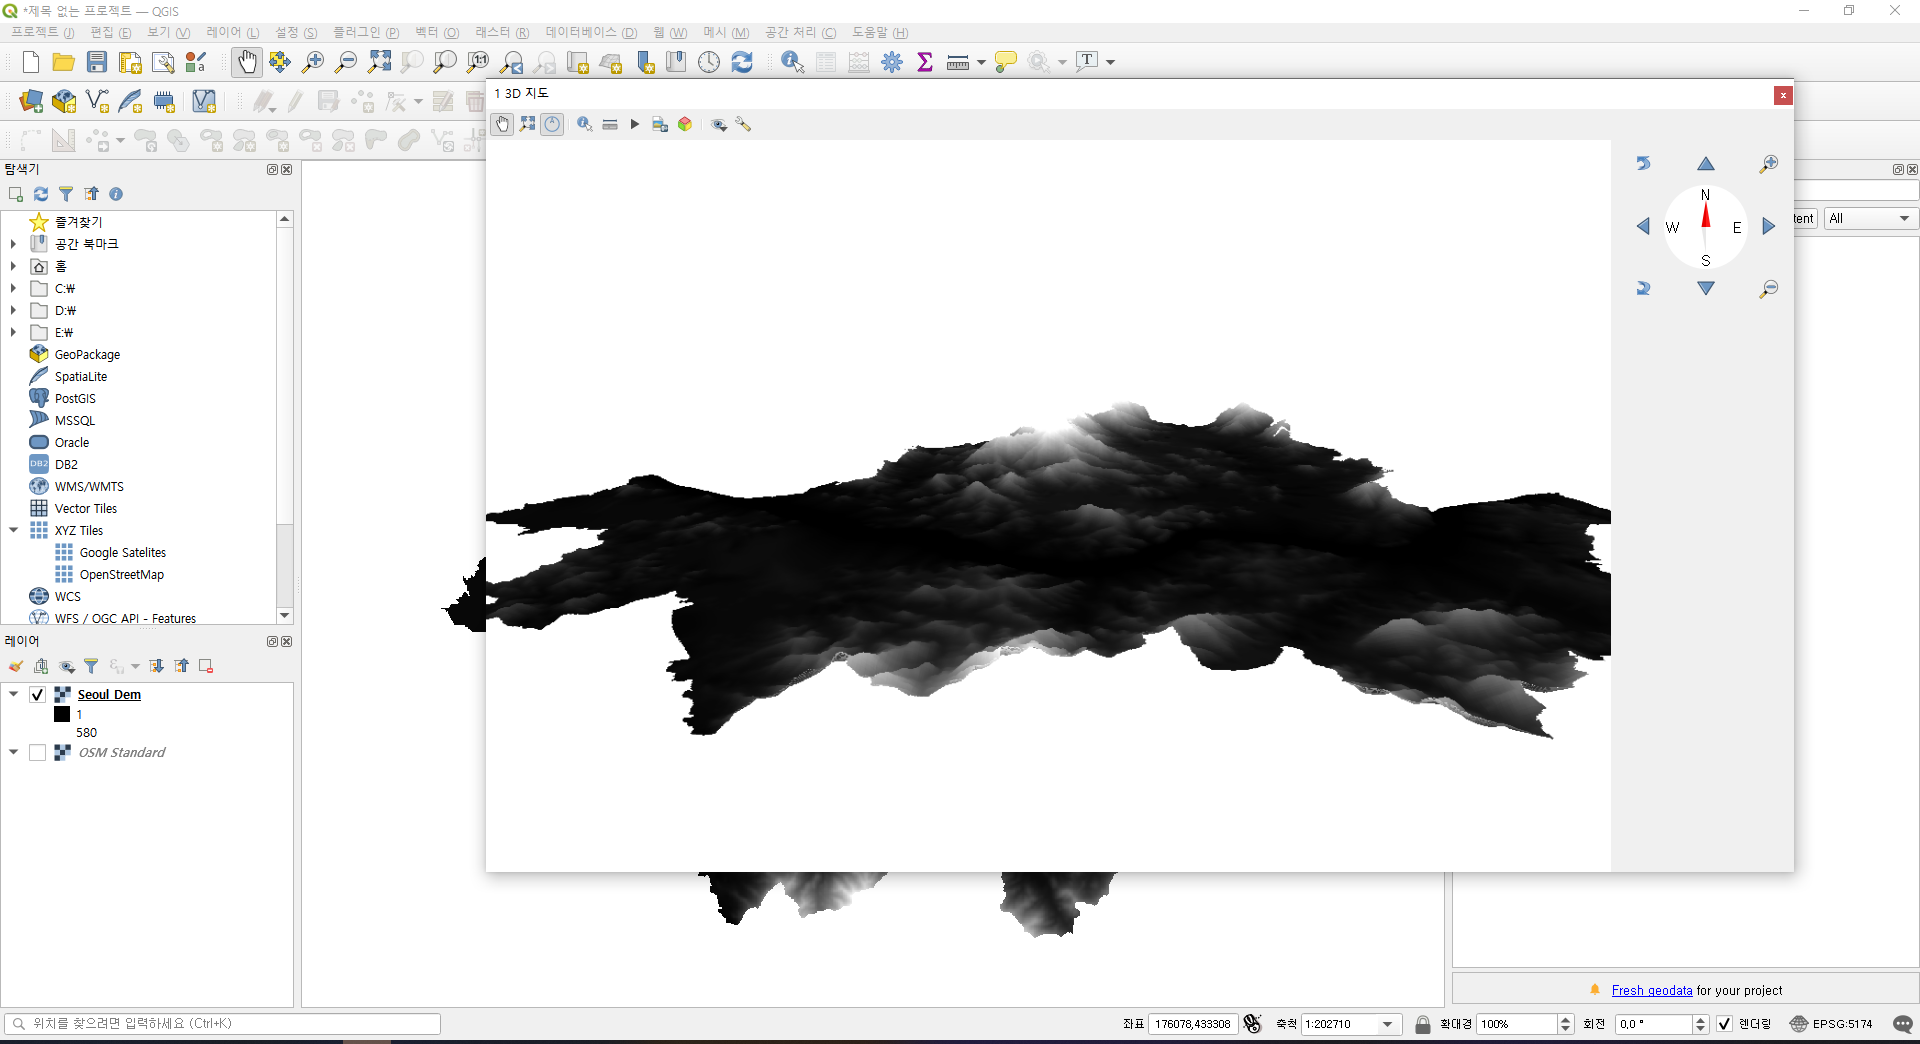 *제목 없는 프로젝트 — QGIS
프로젝트 (J) 편집 (E) 보기 (V) 레이어 (L) 설정 (S) 플러그인 (P) 벡터 (O) 래스터 (R) 데이터베이스 (D) 웹 (W) 메시 (M) 공간 처리 (C) 도움말 (H)
1:1
T
a
1 3D 지도
탐색기
즐겨찾기
공간 북마크
홈
C:₩
D:₩
E:₩
GeoPackage
SpatiaLite
PostGIS
MSSQL
Oracle
DB2 DB2
WMS/WMTS
Vector Tiles
XYZ Tiles
Google Satelites
OpenStreetMap
WCS
WFS / OGC API - Features
레이어
Seoul Dem
1
580
OSM Standard
N
W E
S
tent All
Fresh geodata for your project
위치를 찾으려면 입력하세요 (Ctrl+K)
좌표 176078,433308 축척 1:202710 확대경 100% 회전 0,0 ° 렌더링 EPSG:5174